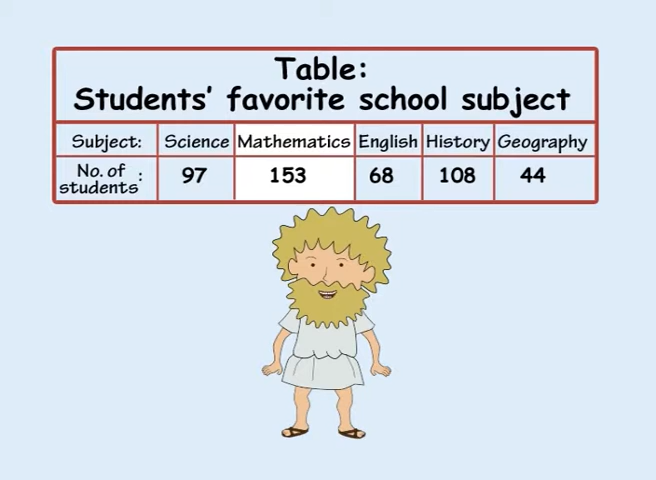 Table:
Students' favorite school subject
Subject: Science Mathematics English History Geography
No. of students: 97 153 68 108 44